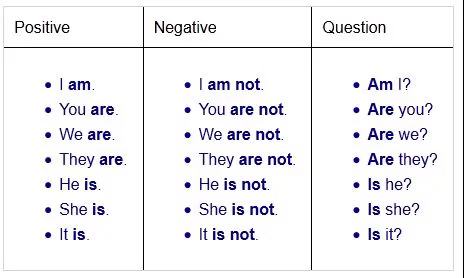 Positive Negative Question
I am. I am not. Am I?
You are. You are not. Are you?
We are. We are not. Are we?
They are. They are not. Are they?
He is. He is not. Is he?
She is. She is not. Is she?
It is. It is not. Is it?